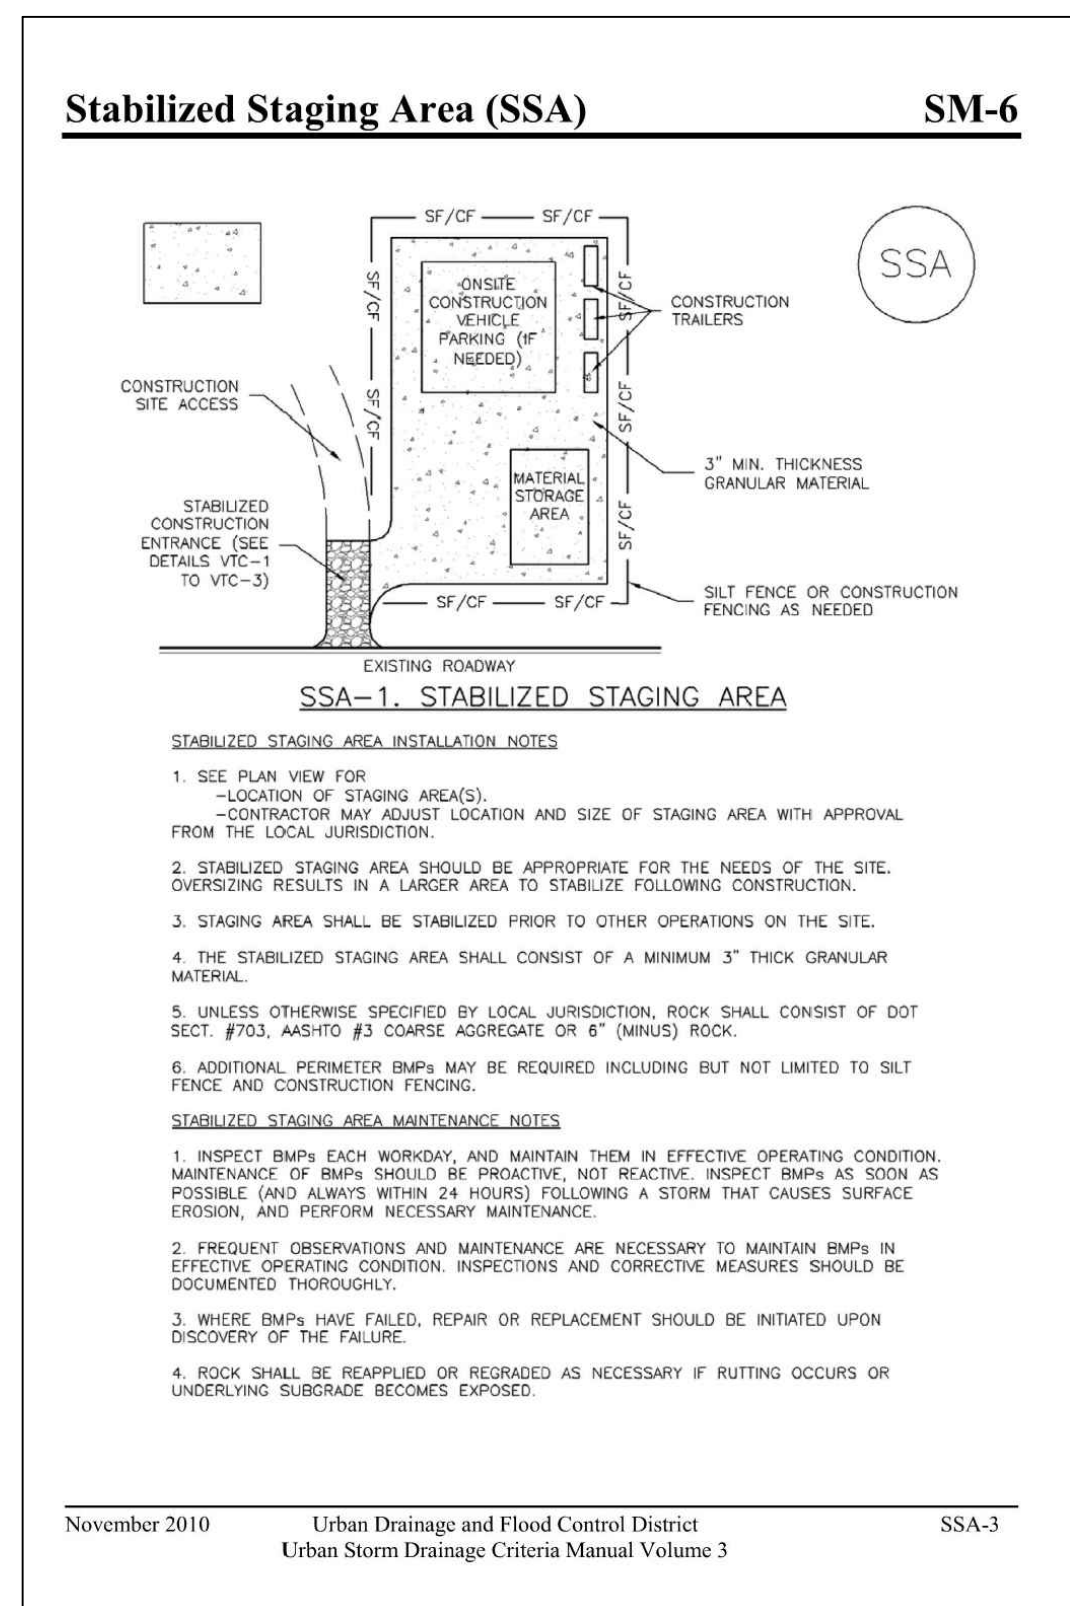 Stabilized Staging Area (SSA) SM-6
SF/CF SF/CF
SSA
SF/CF
SF/CF
ONSITE
CONSTRUCTION
VEHICLE
PARKING (IF
NEEDED)
CONSTRUCTION
TRAILERS
CONSTRUCTION
SITE ACCESS
SF/CF
SF/CF
3" MIN. THICKNESS
GRANULAR MATERIAL
MATERIAL
STORAGE
AREA
STABILIZED
CONSTRUCTION
ENTRANCE (SEE
DETAILS VTC-1
TO VTC-3)
SF/CF
SILT FENCE OR CONSTRUCTION
FENCING AS NEEDED
SF/CF SF/CF
EXISTING ROADWAY
SSA-1. STABILIZED STAGING AREA
STABILIZED STAGING AREA INSTALLATION NOTES
1. SEE PLAN VIEW FOR
-LOCATION OF STAGING AREA(S).
-CONTRACTOR MAY ADJUST LOCATION AND SIZE OF STAGING AREA WITH APPROVAL
FROM THE LOCAL JURISDICTION.
2. STABILIZED STAGING AREA SHOULD BE APPROPRIATE FOR THE NEEDS OF THE SITE.
OVERSIZING RESULTS IN A LARGER AREA TO STABILIZE FOLLOWING CONSTRUCTION.
3. STAGING AREA SHALL BE STABILIZED PRIOR TO OTHER OPERATIONS ON THE SITE.
4. THE STABILIZED STAGING AREA SHALL CONSIST OF A MINIMUM 3" THICK GRANULAR
MATERIAL.
5. UNLESS OTHERWISE SPECIFIED BY LOCAL JURISDICTION, ROCK SHALL CONSIST OF DOT
SECT. #703, AASHTO #3 COARSE AGGREGATE OR 6" (MINUS) ROCK.
6. ADDITIONAL PERIMETER BMPs MAY BE REQUIRED INCLUDING BUT NOT LIMITED TO SILT
FENCE AND CONSTRUCTION FENCING.
STABILIZED STAGING AREA MAINTENANCE NOTES
1. INSPECT BMPs EACH WORKDAY, AND MAINTAIN THEM IN EFFECTIVE OPERATING CONDITION.
MAINTENANCE OF BMPs SHOULD BE PROACTIVE, NOT REACTIVE. INSPECT BMPs AS SOON AS
POSSIBLE (AND ALWAYS WITHIN 24 HOURS) FOLLOWING A STORM THAT CAUSES SURFACE
EROSION, AND PERFORM NECESSARY MAINTENANCE.
2. FREQUENT OBSERVATIONS AND MAINTENANCE ARE NECESSARY TO MAINTAIN BMPs IN
EFFECTIVE OPERATING CONDITION. INSPECTIONS AND CORRECTIVE MEASURES SHOULD BE
DOCUMENTED THOROUGHLY.
3. WHERE BMPs HAVE FAILED, REPAIR OR REPLACEMENT SHOULD BE INITIATED UPON
DISCOVERY OF THE FAILURE.
4. ROCK SHALL BE REAPPLIED OR REGRADED AS NECESSARY IF RUTTING OCCURS OR
UNDERLYING SUBGRADE BECOMES EXPOSED.
November 2010 Urban Drainage and Flood Control District SSA-3
Urban Storm Drainage Criteria Manual Volume 3